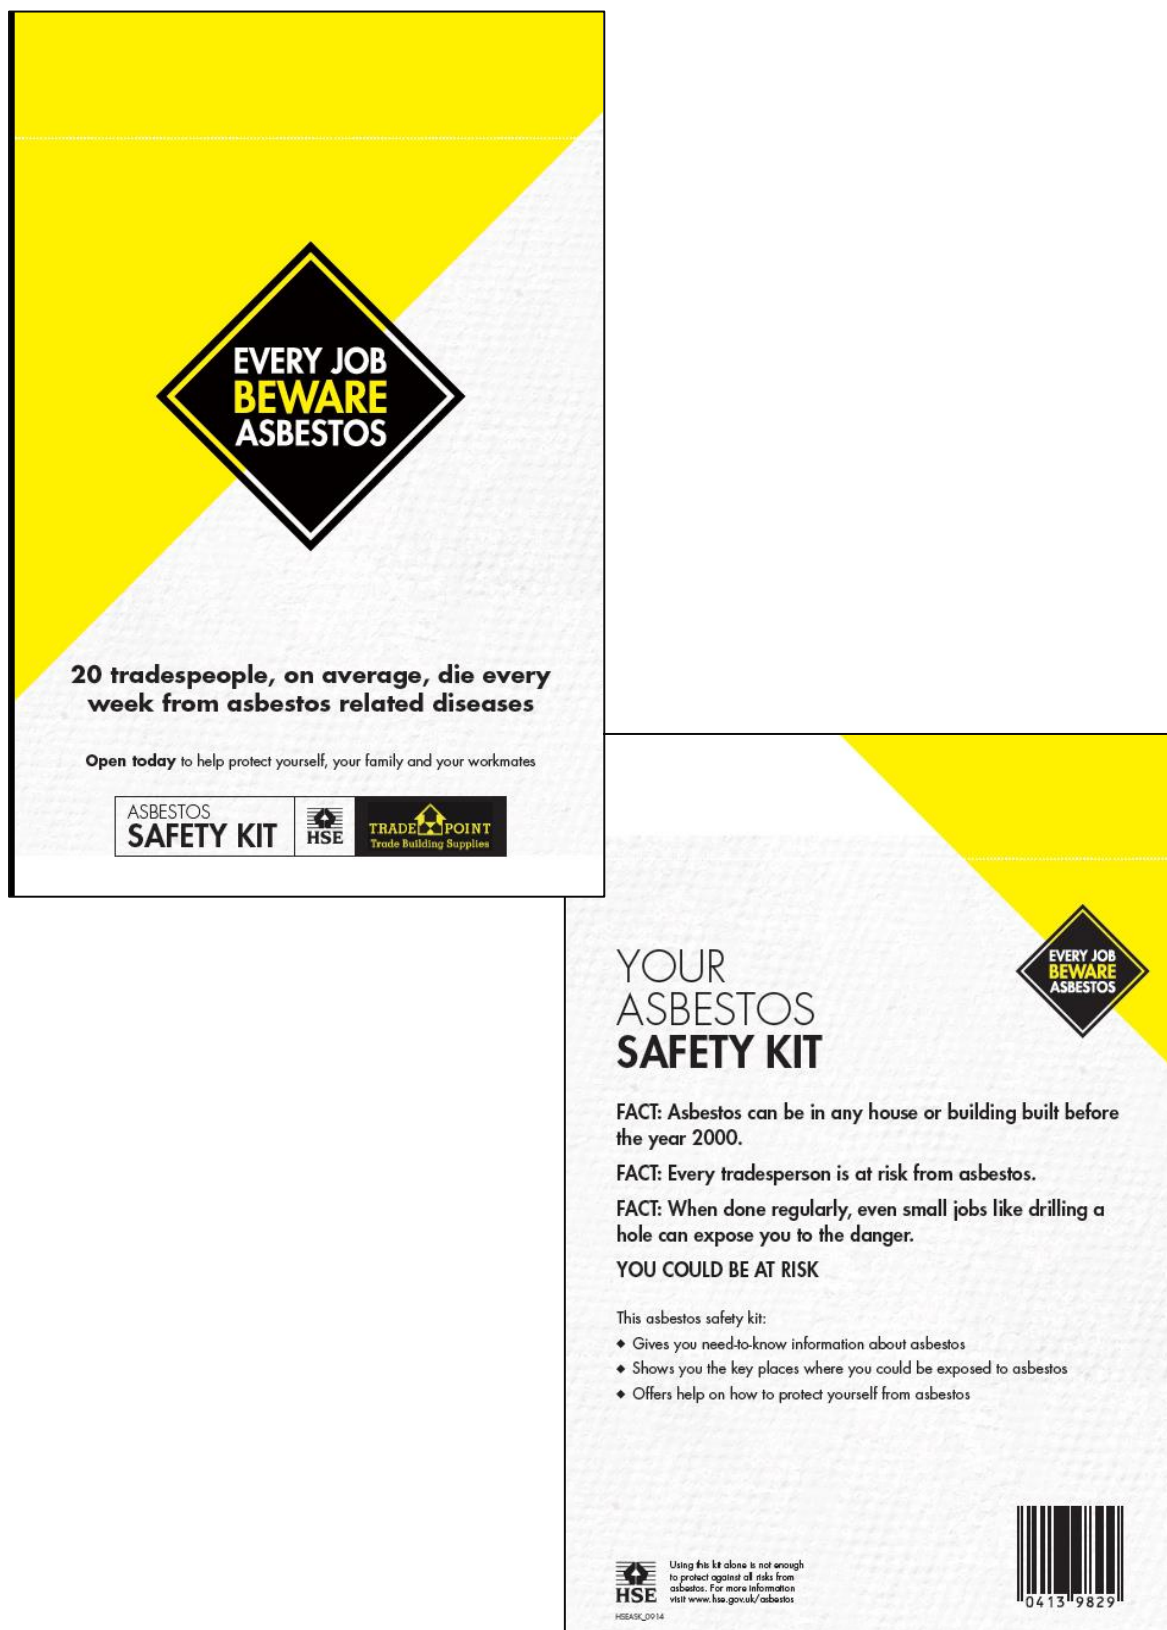 EVERY JOB
BEWARE
ASBESTOS
20 tradespeople, on average, die every
week from asbestos related diseases
Open today to help protect yourself, your family and your workmates
ASBESTOS
SAFETY KIT
HSE
TRADE POINT
Trade Building Supplies
EVERY JOB
BEWARE
ASBESTOS
YOUR
ASBESTOS
SAFETY KIT
FACT: Asbestos can be in any house or building built before
the year 2000.
FACT: Every tradesperson is at risk from asbestos.
FACT: When done regularly, even small jobs like drilling a
hole can expose you to the danger.
YOU COULD BE AT RISK
This asbestos safety kit:
◆ Gives you need-to-know information about asbestos
◆ Shows you the key places where you could be exposed to asbestos
◆ Offers help on how to protect yourself from asbestos
HSE
Using this kit alone is not enough
to protect against all risks from
asbestos. For more information
visit www.hse.gov.uk/asbestos
HSEASK_0914
0413 9829